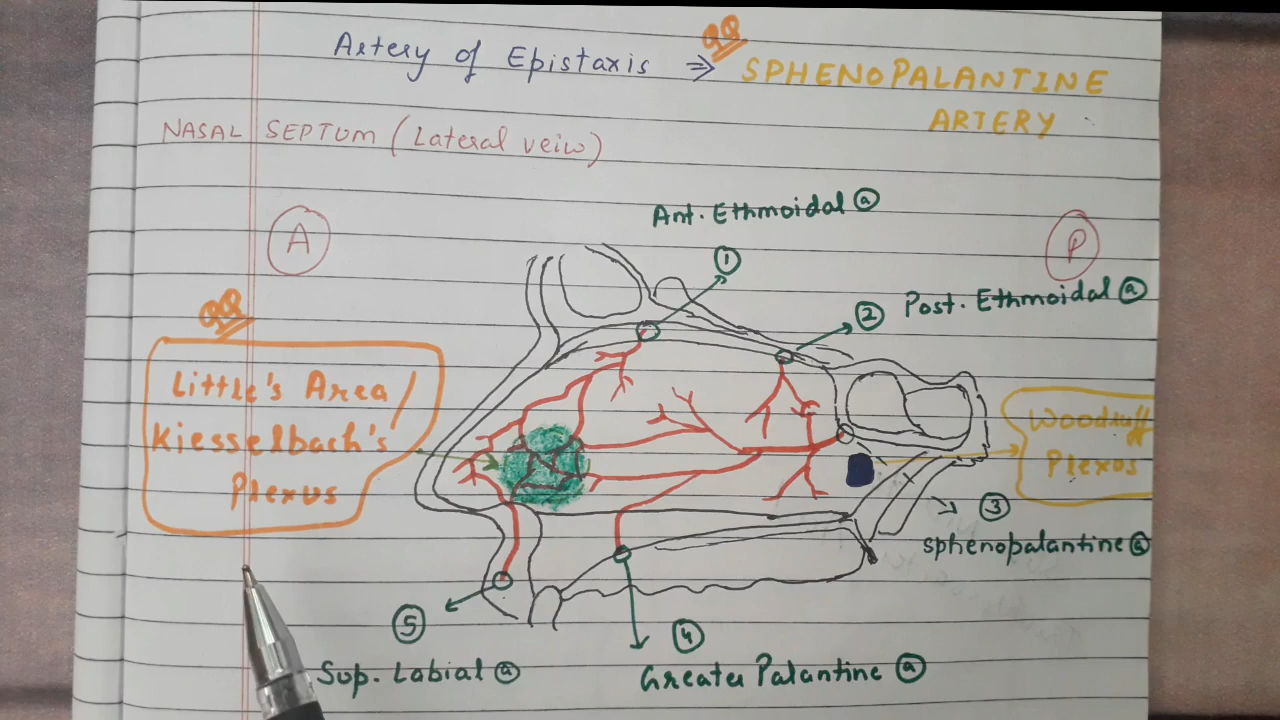 Artery of Epistaxis ⇒ SPHENOPALANTINE
ARTERY
NASAL SEPTUM (Lateral veiw)
Ant. Ethmoidal ⓐ
A
P
①
Post. Ethmoidal ⓐ
②
Little's Area/
Kiesselbach's
Plexus
Woodruff
Plexus
③
sphenopalantine ⓐ
⑤
④
Sup. Labial ⓐ
Greater Palantine ⓐ